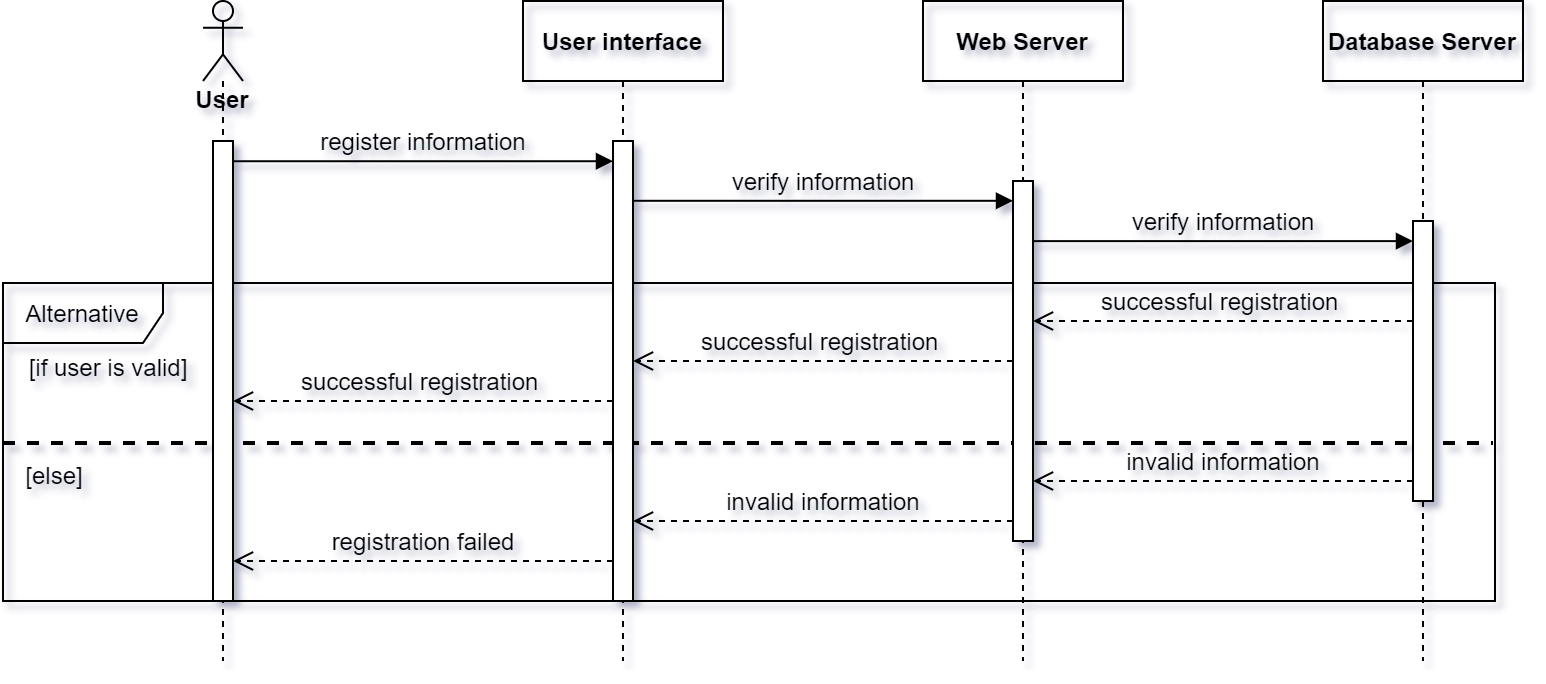 User interface
Web Server
Database Server
User
register information
verify information
verify information
Alternative
successful registration
successful registration
[if user is valid]
successful registration
invalid information
[else]
invalid information
registration failed